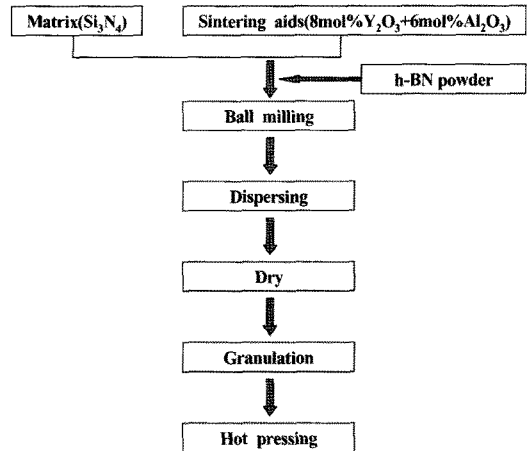 Matrix(Si₃N₄)
Sintering aids(8mol%Y₂O₃+6mol%Al₂O₃)
h-BN powder
Ball milling
Dispersing
Dry
Granulation
Hot pressing